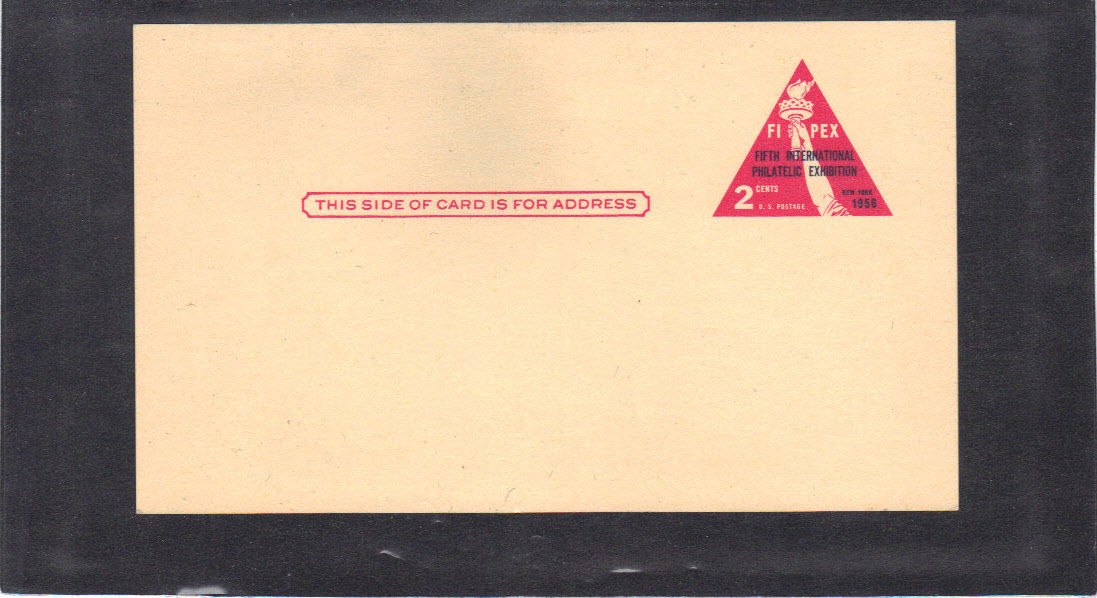 THIS SIDE OF CARD IS FOR ADDRESS
FI PEX
FIFTH INTERNATIONAL
PHILATELIC EXHIBITION
2 CENTS
U. S. POSTAGE
NEW YORK
1956